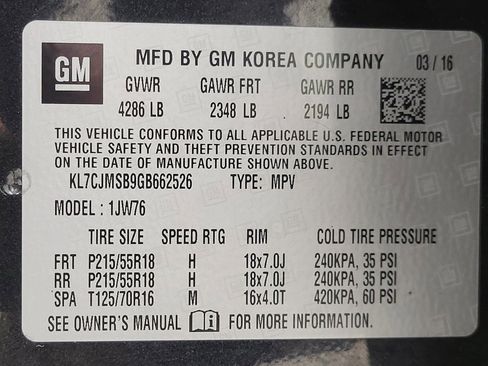 GM MFD BY GM KOREA COMPANY 03 / 16
GVWR GAWR FRT GAWR RR
4286 LB 2348 LB 2194 LB
THIS VEHICLE CONFORMS TO ALL APPLICABLE U.S. FEDERAL MOTOR
VEHICLE SAFETY AND THEFT PREVENTION STANDARDS IN EFFECT
ON THE DATE OF MANUFACTURE SHOWN ABOVE.
KL7CJMSB9GB662526 TYPE: MPV
MODEL : 1JW76
TIRE SIZE SPEED RTG RIM COLD TIRE PRESSURE
FRT P215/55R18 H 18x7.0J 240KPA, 35 PSI
RR P215/55R18 H 18x7.0J 240KPA, 35 PSI
SPA T125/70R16 M 16x4.0T 420KPA, 60 PSI
SEE OWNER'S MANUAL FOR MORE INFORMATION.